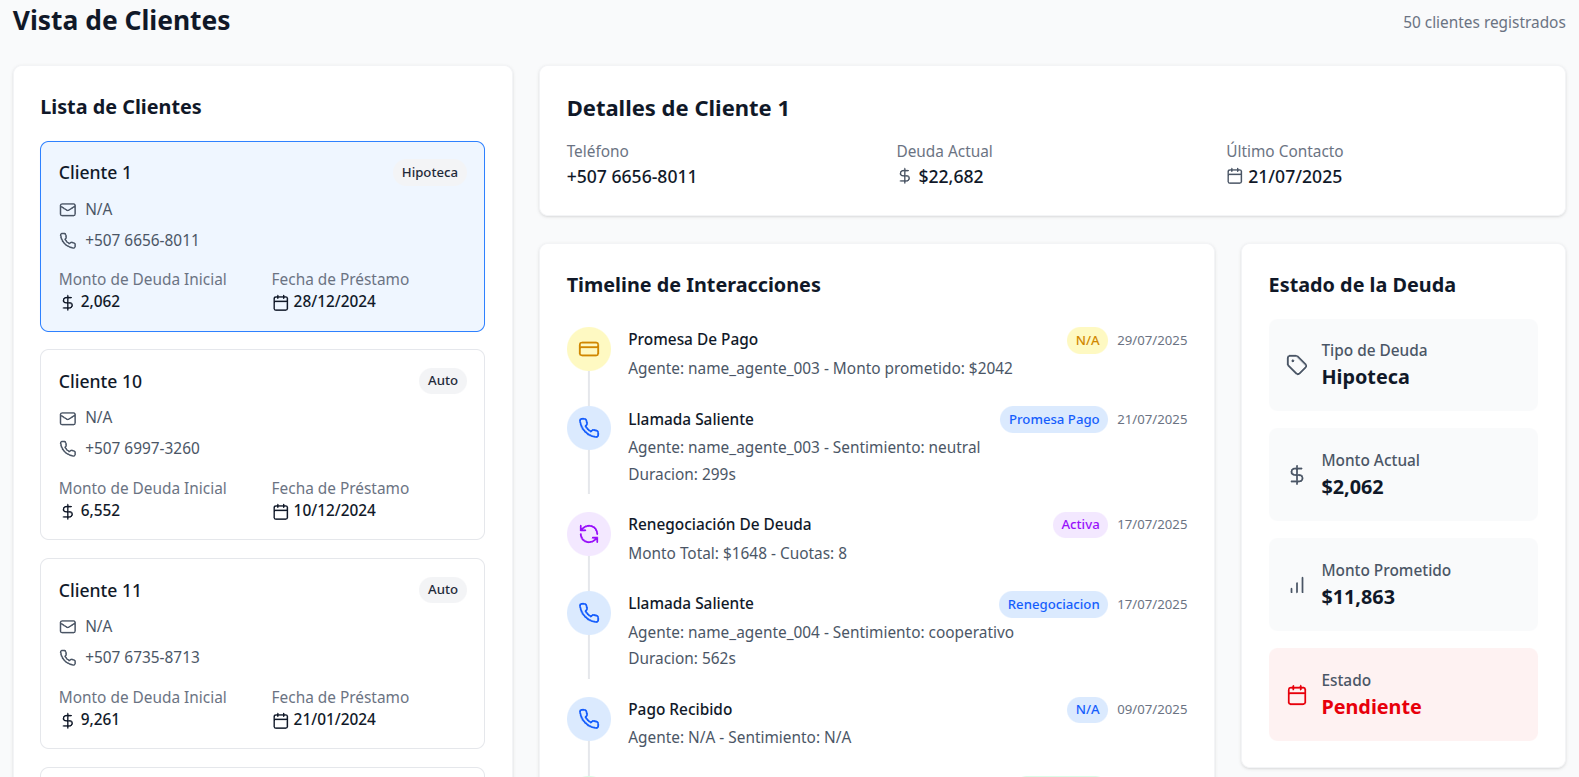 Vista de Clientes
50 clientes registrados
Lista de Clientes
Cliente 1
Hipoteca
N/A
+507 6656-8011
Monto de Deuda Inicial
Fecha de Préstamo
$ 2,062
28/12/2024
Cliente 10
Auto
N/A
+507 6997-3260
Monto de Deuda Inicial
Fecha de Préstamo
$ 6,552
10/12/2024
Cliente 11
Auto
N/A
+507 6735-8713
Monto de Deuda Inicial
Fecha de Préstamo
$ 9,261
21/01/2024
Detalles de Cliente 1
Teléfono
Deuda Actual
Último Contacto
+507 6656-8011
$ $22,682
21/07/2025
Timeline de Interacciones
Promesa De Pago
N/A
29/07/2025
Agente: name_agente_003 - Monto prometido: $2042
Llamada Saliente
Promesa Pago
21/07/2025
Agente: name_agente_003 - Sentimiento: neutral
Duracion: 299s
Renegociación De Deuda
Activa
17/07/2025
Monto Total: $1648 - Cuotas: 8
Llamada Saliente
Renegociacion
17/07/2025
Agente: name_agente_004 - Sentimiento: cooperativo
Duracion: 562s
Pago Recibido
N/A
09/07/2025
Agente: N/A - Sentimiento: N/A
Estado de la Deuda
Tipo de Deuda
Hipoteca
$
Monto Actual
$2,062
Monto Prometido
$11,863
Estado
Pendiente